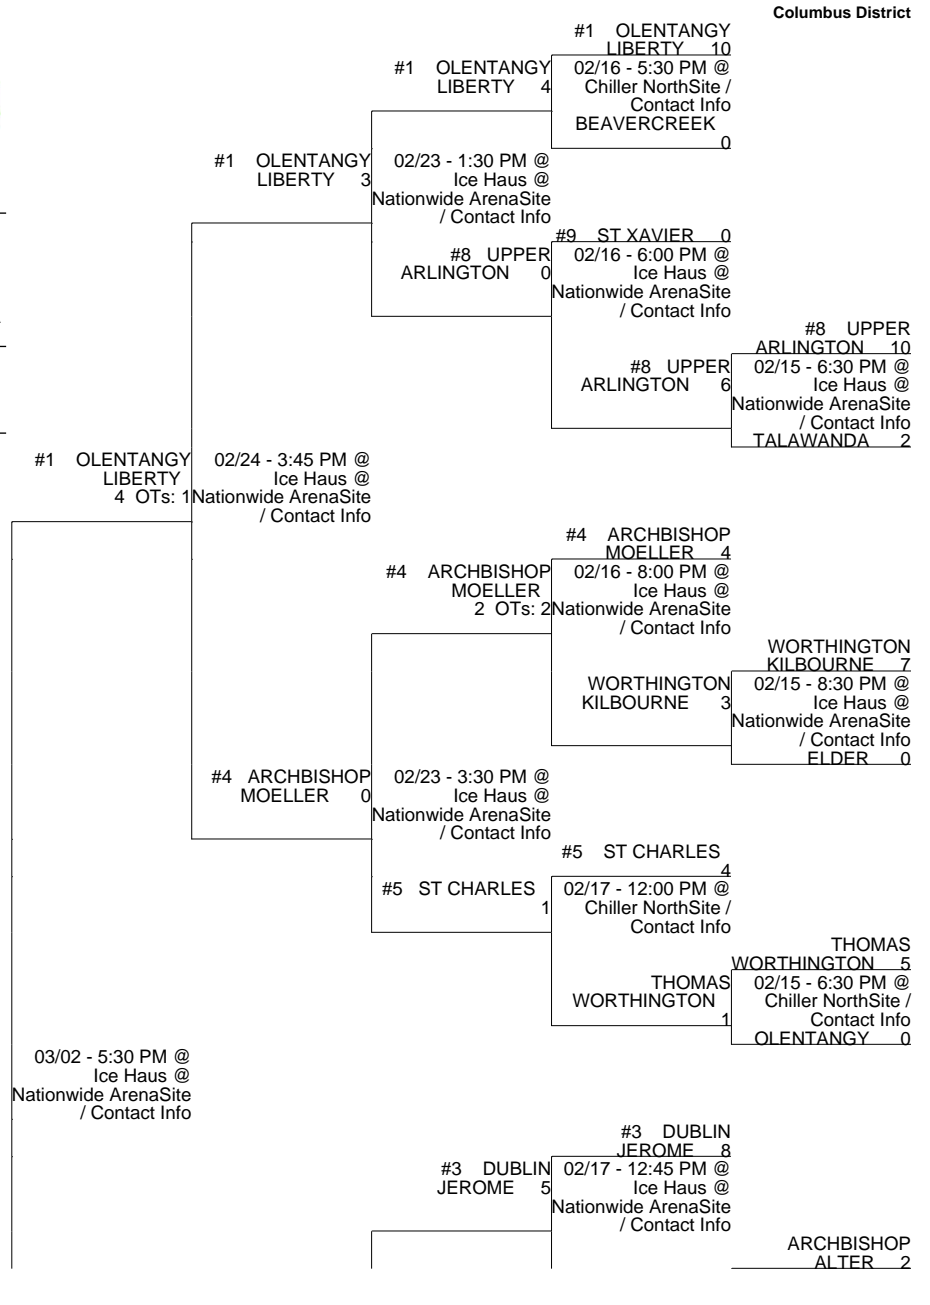 Columbus District
#1 OLENTANGY
LIBERTY 10
02/16 - 5:30 PM @
Chiller NorthSite /
Contact Info
BEAVERCREEK
0
#1 OLENTANGY
LIBERTY 4
#1 OLENTANGY
LIBERTY 3
02/23 - 1:30 PM @
Ice Haus @
Nationwide ArenaSite
/ Contact Info
#9 ST XAVIER 0
02/16 - 6:00 PM @
Ice Haus @
Nationwide ArenaSite
/ Contact Info
#8 UPPER
ARLINGTON 0
#8 UPPER
ARLINGTON 10
02/15 - 6:30 PM @
Ice Haus @
Nationwide ArenaSite
/ Contact Info
TALAWANDA 2
#8 UPPER
ARLINGTON 6
#1 OLENTANGY
LIBERTY
4 OTs: 1
02/24 - 3:45 PM @
Ice Haus @
Nationwide ArenaSite
/ Contact Info
#4 ARCHBISHOP
MOELLER 4
02/16 - 8:00 PM @
Ice Haus @
Nationwide ArenaSite
/ Contact Info
#4 ARCHBISHOP
MOELLER
2 OTs: 2
WORTHINGTON
KILBOURNE 7
02/15 - 8:30 PM @
Ice Haus @
Nationwide ArenaSite
/ Contact Info
ELDER 0
WORTHINGTON
KILBOURNE 3
#4 ARCHBISHOP
MOELLER 0
02/23 - 3:30 PM @
Ice Haus @
Nationwide ArenaSite
/ Contact Info
#5 ST CHARLES
4
02/17 - 12:00 PM @
Chiller NorthSite /
Contact Info
#5 ST CHARLES
1
THOMAS
WORTHINGTON 5
02/15 - 6:30 PM @
Chiller NorthSite /
Contact Info
OLENTANGY 0
THOMAS
WORTHINGTON
1
03/02 - 5:30 PM @
Ice Haus @
Nationwide ArenaSite
/ Contact Info
#3 DUBLIN
JEROME 8
02/17 - 12:45 PM @
Ice Haus @
Nationwide ArenaSite
/ Contact Info
#3 DUBLIN
JEROME 5
ARCHBISHOP
ALTER 2